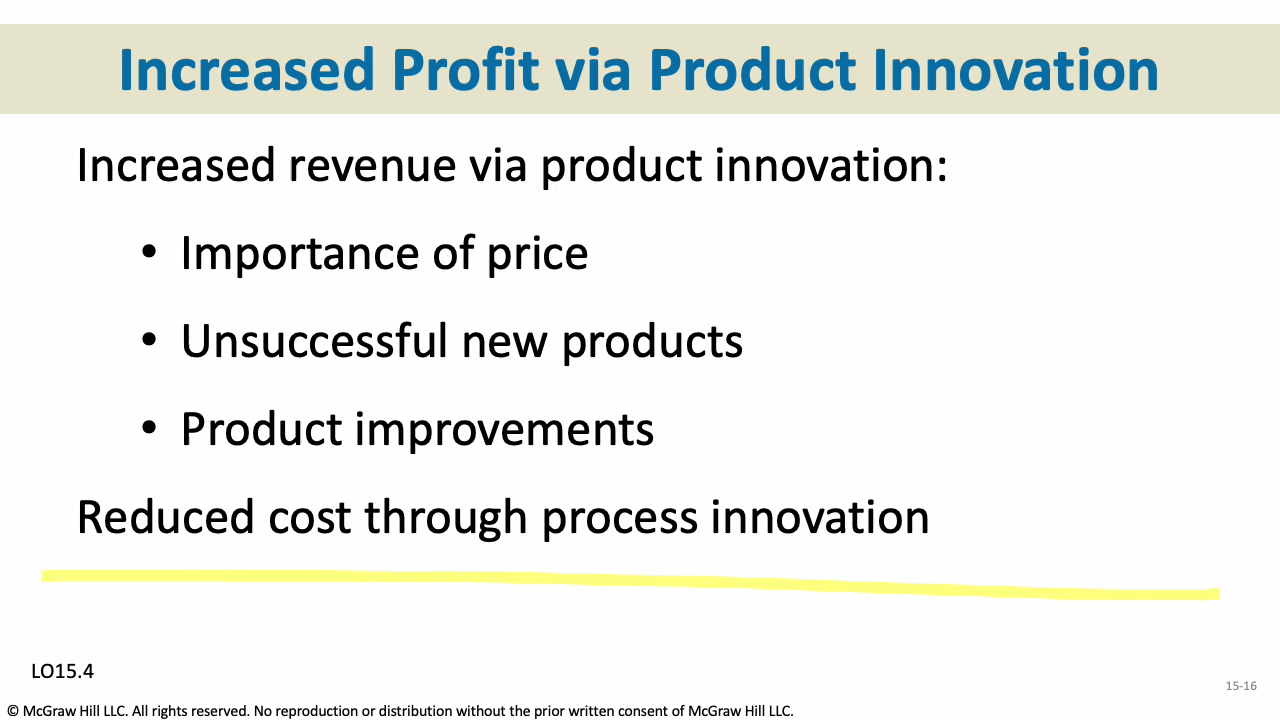 Increased Profit via Product Innovation
Increased revenue via product innovation:
• Importance of price
• Unsuccessful new products
• Product improvements
Reduced cost through process innovation
LO15.4
15-16
© McGraw Hill LLC. All rights reserved. No reproduction or distribution without the prior written consent of McGraw Hill LLC.